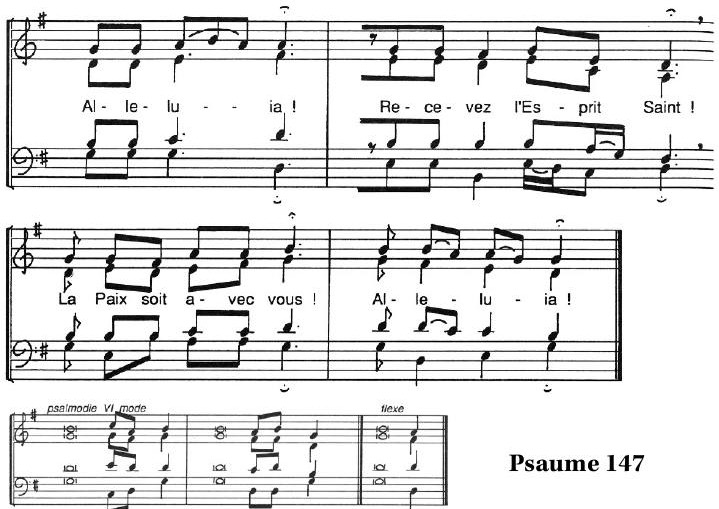 Al - le - lu - - ia ! Re - ce - vez l'Es - prit Saint !
La Paix soit a - vec vous ! Al - le - - lu - ia !
psalmodie VI mode flexe
Psaume 147